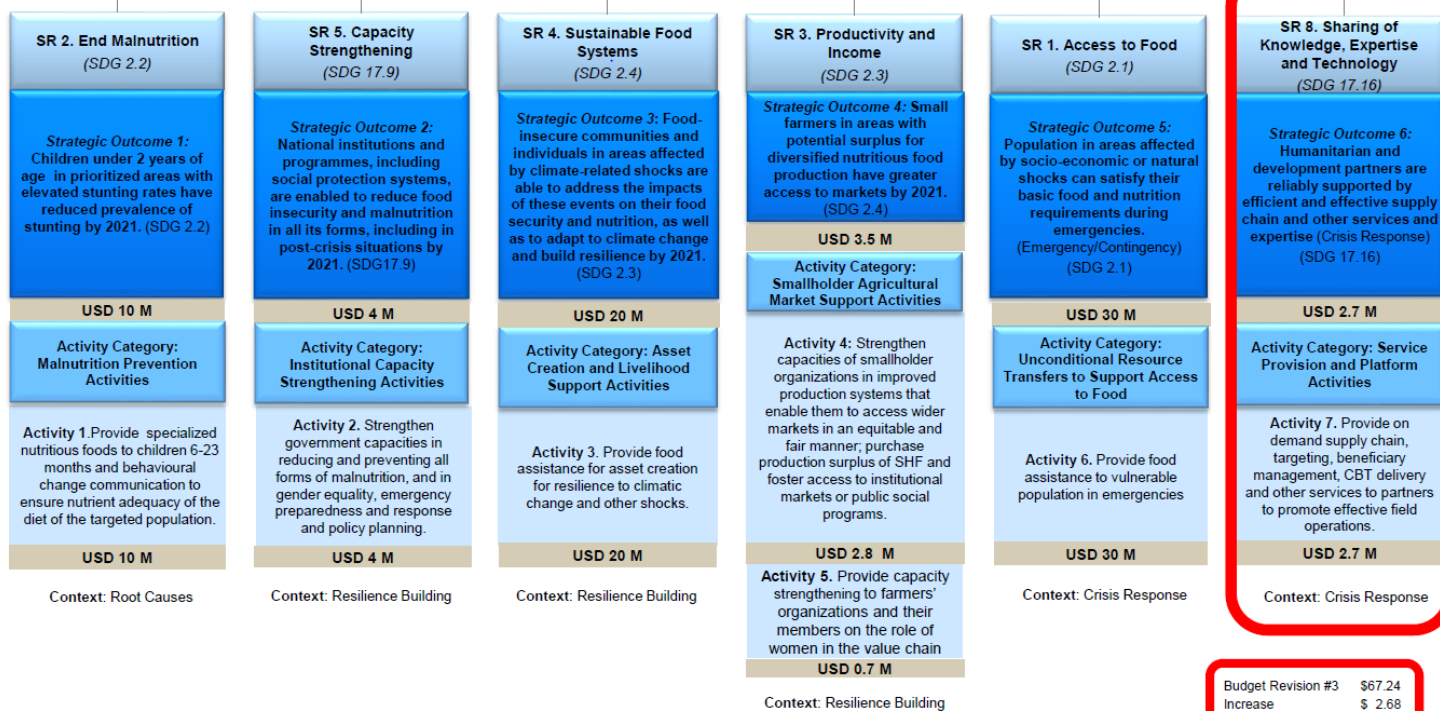 SR 2. End Malnutrition
(SDG 2.2)
Strategic Outcome 1:
Children under 2 years of
age in prioritized areas with
elevated stunting rates have
reduced prevalence of
stunting by 2021. (SDG 2.2)
USD 10 M
Activity Category:
Malnutrition Prevention
Activities
Activity 1.Provide specialized
nutritious foods to children 6-23
months and behavioural
change communication to
ensure nutrient adequacy of the
diet of the targeted population.
USD 10 M
Context: Root Causes
SR 5. Capacity
Strengthening
(SDG 17.9)
Strategic Outcome 2:
National institutions and
programmes, including
social protection systems,
are enabled to reduce food
insecurity and malnutrition
in all its forms, including in
post-crisis situations by
2021. (SDG17.9)
USD 4 M
Activity Category:
Institutional Capacity
Strengthening Activities
Activity 2. Strengthen
government capacities in
reducing and preventing all
forms of malnutrition, and in
gender equality, emergency
preparedness and response
and policy planning.
USD 4 M
Context: Resilience Building
SR 4. Sustainable Food
Systems
(SDG 2.4)
Strategic Outcome 3: Food-
insecure communities and
individuals in areas affected
by climate-related shocks are
able to address the impacts
of these events on their food
security and nutrition, as well
as to adapt to climate change
and build resilience by 2021.
(SDG 2.3)
USD 20 M
Activity Category: Asset
Creation and Livelihood
Support Activities
Activity 3. Provide food
assistance for asset creation
for resilience to climatic
change and other shocks.
USD 20 M
Context: Resilience Building
SR 3. Productivity and
Income
(SDG 2.3)
Strategic Outcome 4: Small
farmers in areas with
potential surplus for
diversified nutritious food
production have greater
access to markets by 2021.
(SDG 2.4)
USD 3.5 M
Activity Category:
Smallholder Agricultural
Market Support Activities
Activity 4: Strengthen
capacities of smallholder
organizations in improved
production systems that
enable them to access wider
markets in an equitable and
fair manner; purchase
production surplus of SHF and
foster access to institutional
markets or public social
programs.
USD 2.8 M
Activity 5. Provide capacity
strengthening to farmers'
organizations and their
members on the role of
women in the value chain
USD 0.7 M
Context: Resilience Building
SR 1. Access to Food
(SDG 2.1)
Strategic Outcome 5:
Population in areas affected
by socio-economic or natural
shocks can satisfy their
basic food and nutrition
requirements during
emergencies.
(Emergency/Contingency)
(SDG 2.1)
USD 30 M
Activity Category:
Unconditional Resource
Transfers to Support Access
to Food
Activity 6. Provide food
assistance to vulnerable
population in emergencies
USD 30 M
Context: Crisis Response
SR 8. Sharing of
Knowledge, Expertise
and Technology
(SDG 17.16)
Strategic Outcome 6:
Humanitarian and
development partners are
reliably supported by
efficient and effective supply
chain and other services and
expertise (Crisis Response)
(SDG 17.16)
USD 2.7 M
Activity Category: Service
Provision and Platform
Activities
Activity 7. Provide on
demand supply chain,
targeting, beneficiary
management, CBT delivery
and other services to partners
to promote effective field
operations.
USD 2.7 M
Context: Crisis Response
Budget Revision #3 $67.24
Increase $ 2.68